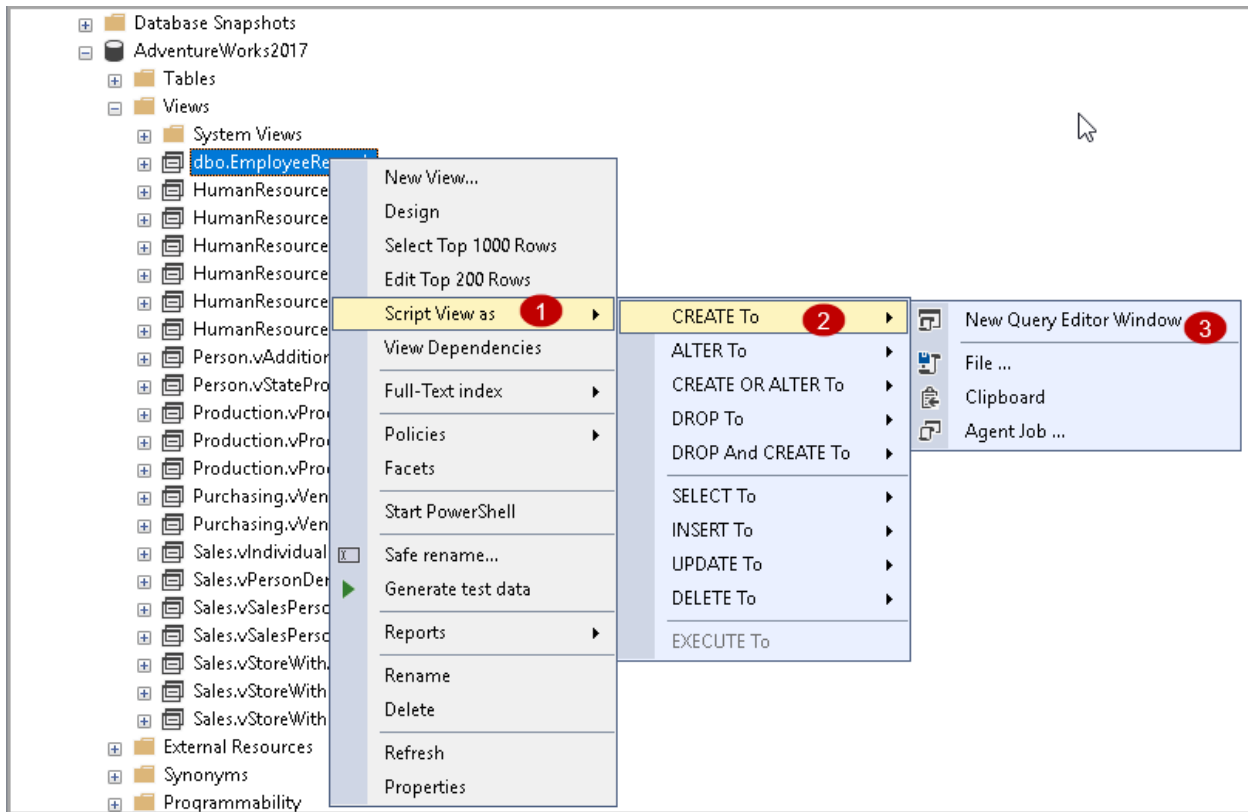 Database Snapshots
AdventureWorks2017
Tables
Views
System Views
dbo.EmployeeRe
HumanResource
HumanResource
HumanResource
HumanResource
HumanResource
HumanResource
Person.vAddition
Person.vStatePro
Production.vProd
Production.vProd
Production.vProd
Purchasing.vVen
Purchasing.vVen
Sales.vIndividual
Sales.vPersonDem
Sales.vSalesPerso
Sales.vSalesPerso
Sales.vStoreWith
Sales.vStoreWith
Sales.vStoreWith
External Resources
Synonyms
Programmability
New View...
Design
Select Top 1000 Rows
Edit Top 200 Rows
Script View as 1
View Dependencies
Full-Text index
Policies
Facets
Start PowerShell
Safe rename...
Generate test data
Reports
Rename
Delete
Refresh
Properties
CREATE To 2
ALTER To
CREATE OR ALTER To
DROP To
DROP And CREATE To
SELECT To
INSERT To
UPDATE To
DELETE To
EXECUTE To
New Query Editor Window 3
File ...
Clipboard
Agent Job ...